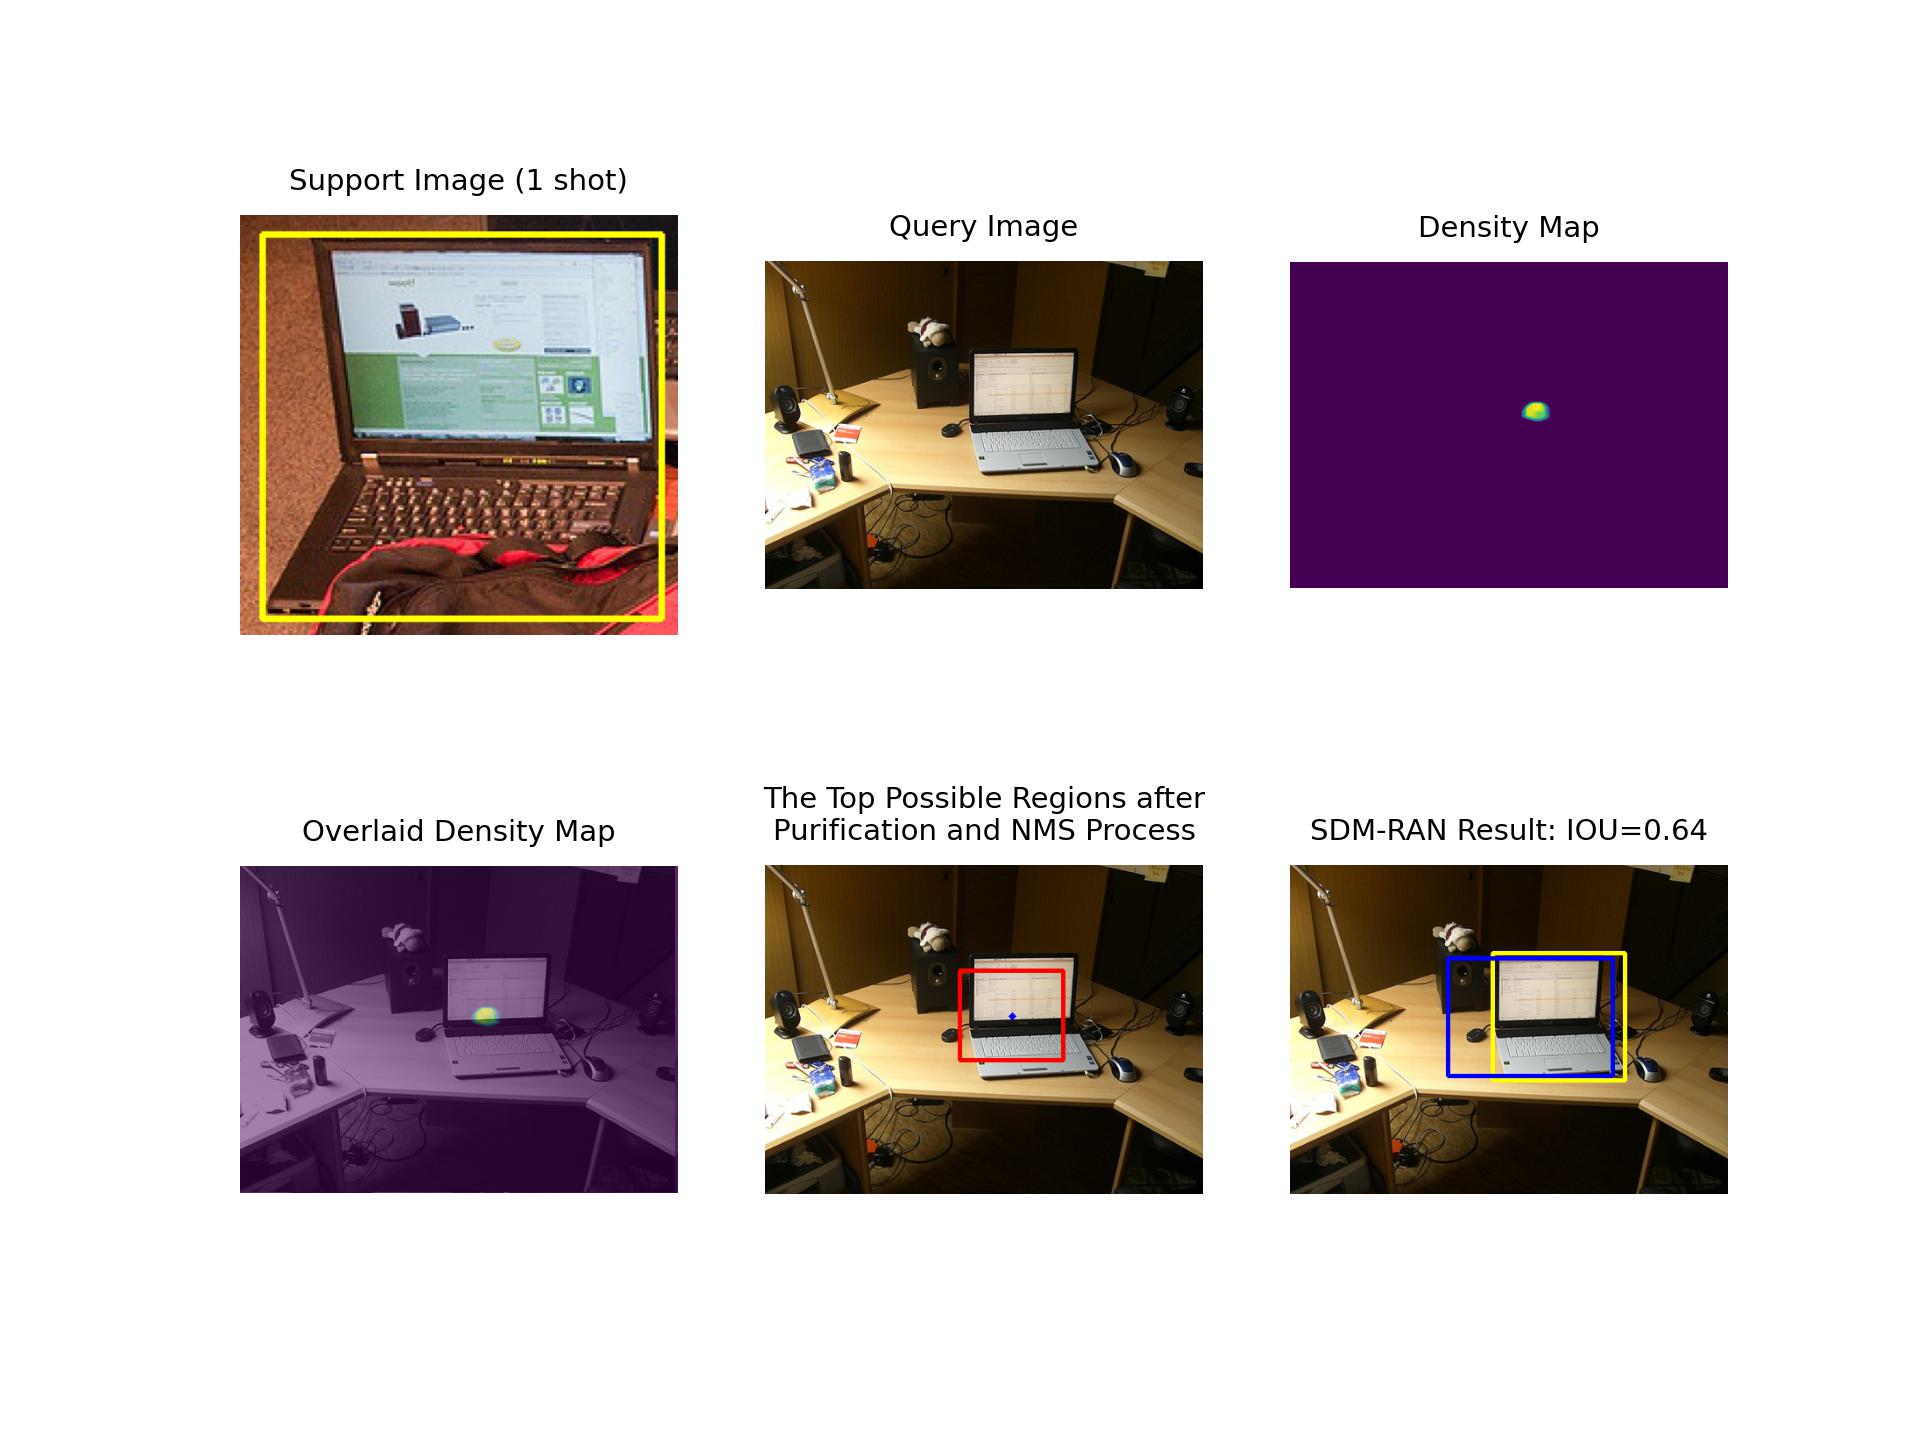 Support Image (1 shot)
Query Image
Density Map
woot!
Overlaid Density Map
The Top Possible Regions after
Purification and NMS Process
SDM-RAN Result: IOU=0.64